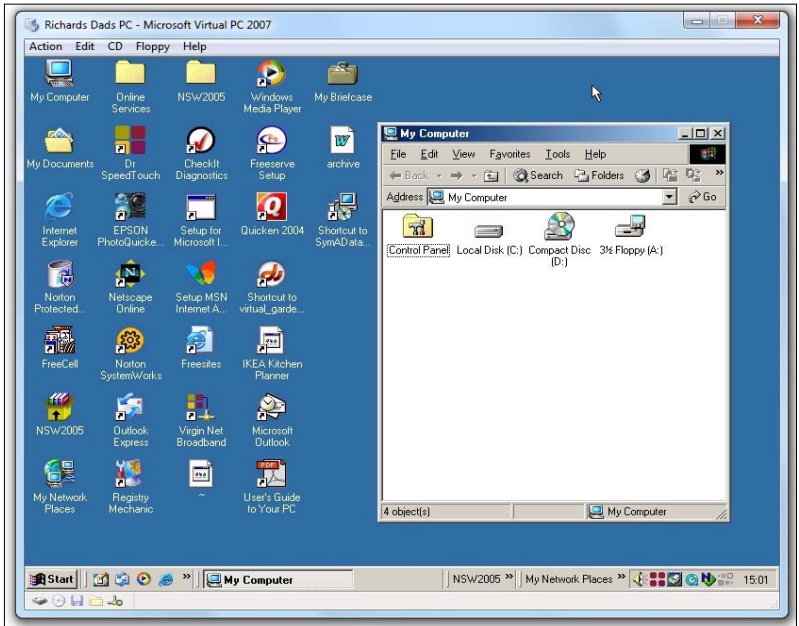 Richards Dads PC - Microsoft Virtual PC 2007
Action Edit CD Floppy Help
My Computer
Online
Services
NSW2005
Windows
Media Player
My Briefcase
My Documents
Dr
SpeedTouch
CheckIt
Diagnostics
Freeserve
Setup
archive
Internet
Explorer
EPSON
PhotoQuicke...
Setup for
Microsoft I...
Quicken 2004
Shortcut to
SymAData...
Norton
Protected...
Netscape
Online
Setup MSN
Internet A...
Shortcut to
virtual_garde...
FreeCell
Norton
SystemWorks
Freesites
IKEA Kitchen
Planner
NSW2005
Outlook
Express
Virgin Net
Broadband
Microsoft
Outlook
My Network
Places
Registry
Mechanic
~
PDF
User's Guide
to Your PC
My Computer
File Edit View Favorites Tools Help
Back Search Folders »
Address My Computer Go
Control Panel
Local Disk (C:)
Compact Disc
(D:)
3½ Floppy (A:)
4 object(s) My Computer
Start » My Computer NSW2005 » My Network Places » 15:01